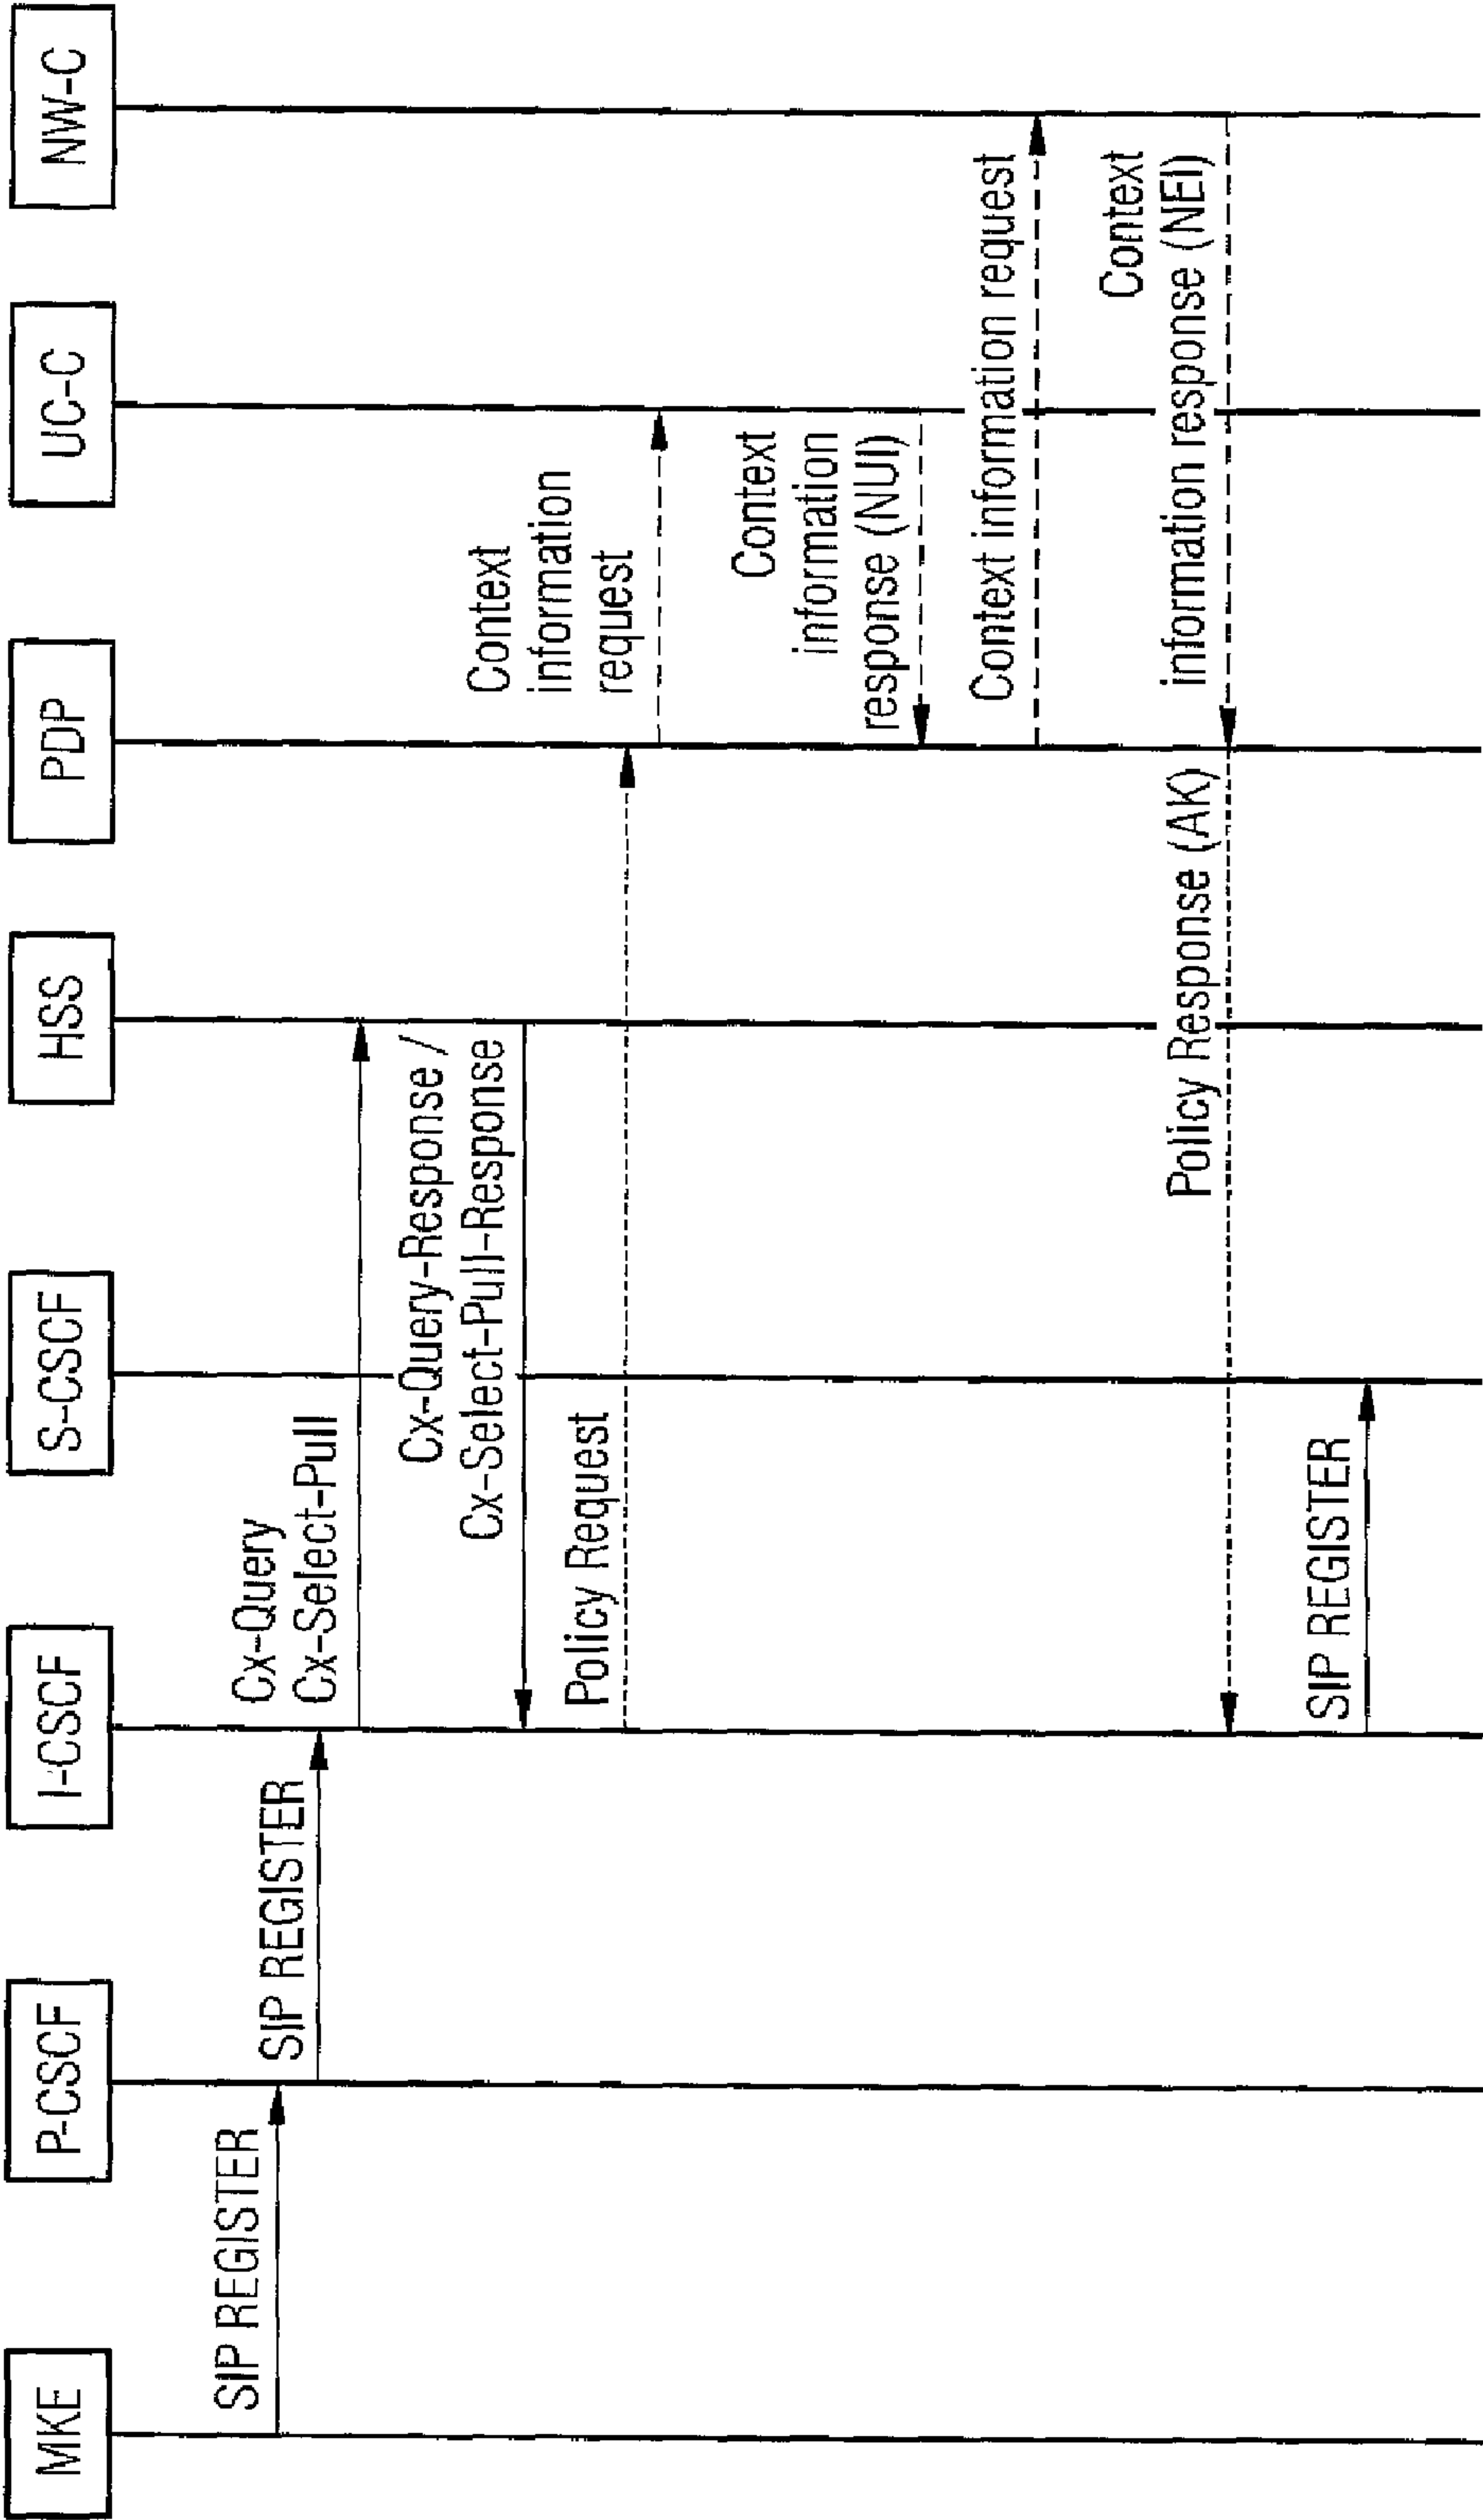 MKE
P-CSCF
I-CSCF
S-CSCF
HSS
PDP
UC-C
NW-C
SIP REGISTER
SIP REGISTER
Cx-Query
Cx-Select-Pull
Cx-Query-Response /
Cx-Select-Pull-Response
Policy Request
Context
information
request
Context
information
response (NUI)
Context information request
Context
information response (NEI)
Policy Response (AK)
SIP REGISTER